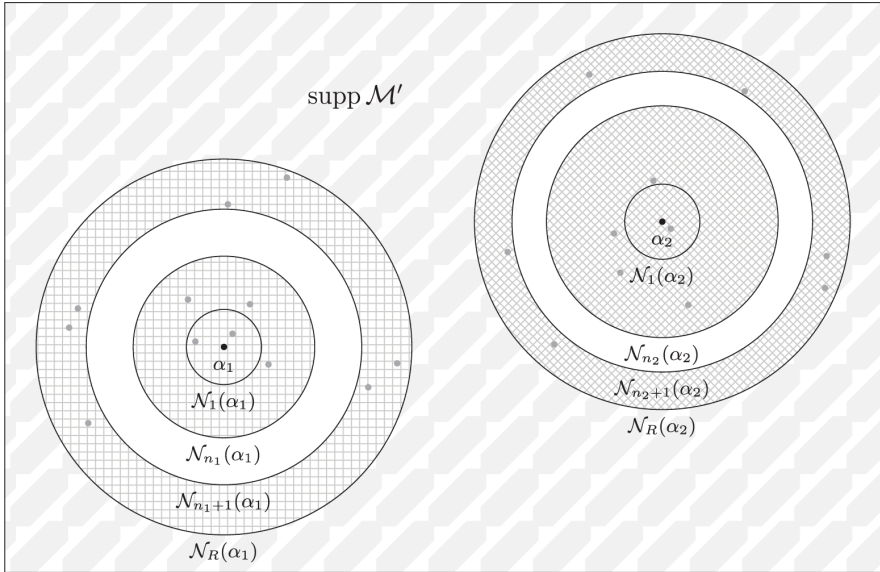 supp ℳ′
α₂
𝒩₁(α₂)
𝒩ₙ₂(α₂)
𝒩ₙ₂₊₁(α₂)
𝒩_R(α₂)
α₁
𝒩₁(α₁)
𝒩ₙ₁(α₁)
𝒩ₙ₁₊₁(α₁)
𝒩_R(α₁)